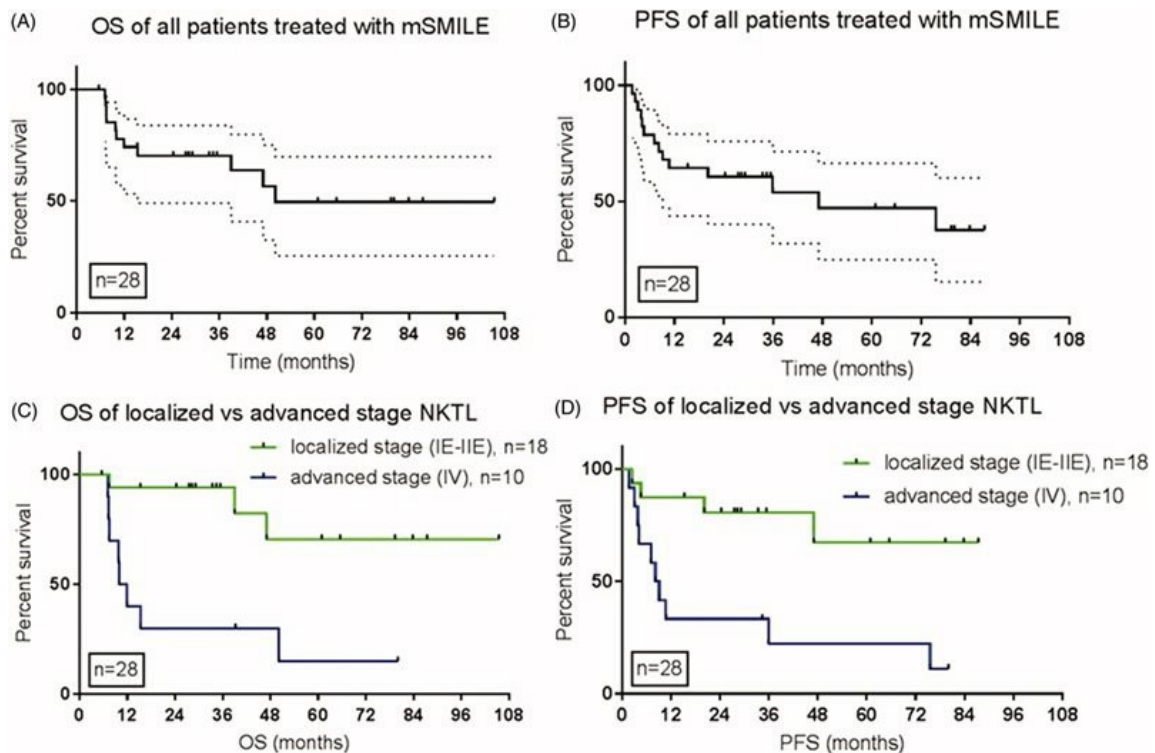 (A) OS of all patients treated with mSMILE
100
50
0
Percent survival
n=28
0 12 24 36 48 60 72 84 96 108
Time (months)
(B) PFS of all patients treated with mSMILE
100
50
0
Percent survival
n=28
0 12 24 36 48 60 72 84 96 108
Time (months)
(C) OS of localized vs advanced stage NKTL
localized stage (IE-IIE), n=18
advanced stage (IV), n=10
100
50
0
Percent survival
n=28
0 12 24 36 48 60 72 84 96 108
OS (months)
(D) PFS of localized vs advanced stage NKTL
localized stage (IE-IIE), n=18
advanced stage (IV), n=10
100
50
0
Percent survival
n=28
0 12 24 36 48 60 72 84 96 108
PFS (months)